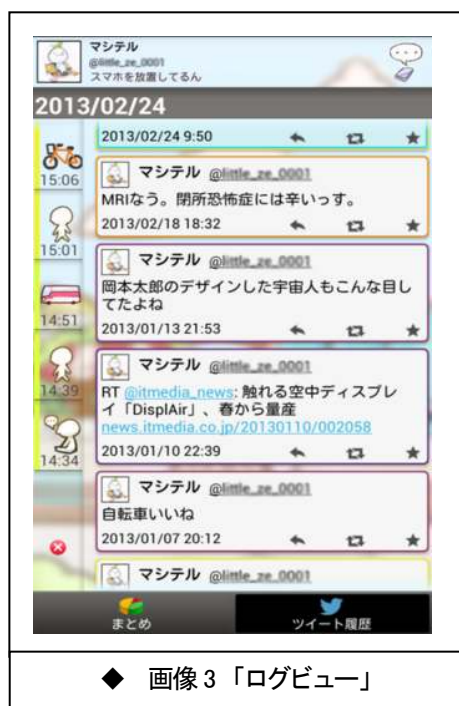 マシテル
@little_ze_0001
スマホを放置してるん
2013/02/24
2013/02/24 9:50
15:06
マシテル @little_ze_0001
MRIなう。閉所恐怖症には辛いっす。
2013/02/18 18:32
15:01
マシテル @little_ze_0001
岡本太郎のデザインした宇宙人もこんな目し
てたよね
2013/01/13 21:53
14:51
マシテル @little_ze_0001
RT @itmedia_news: 触れる空中ディスプレ
イ「DisplAir」、春から量産
news.itmedia.co.jp/20130110/002058
2013/01/10 22:39
14:39
14:34
マシテル @little_ze_0001
自転車いいね
2013/01/07 20:12
マシテル @little_ze_0001
まとめ
ツイート履歴
◆ 画像3「ログビュー」